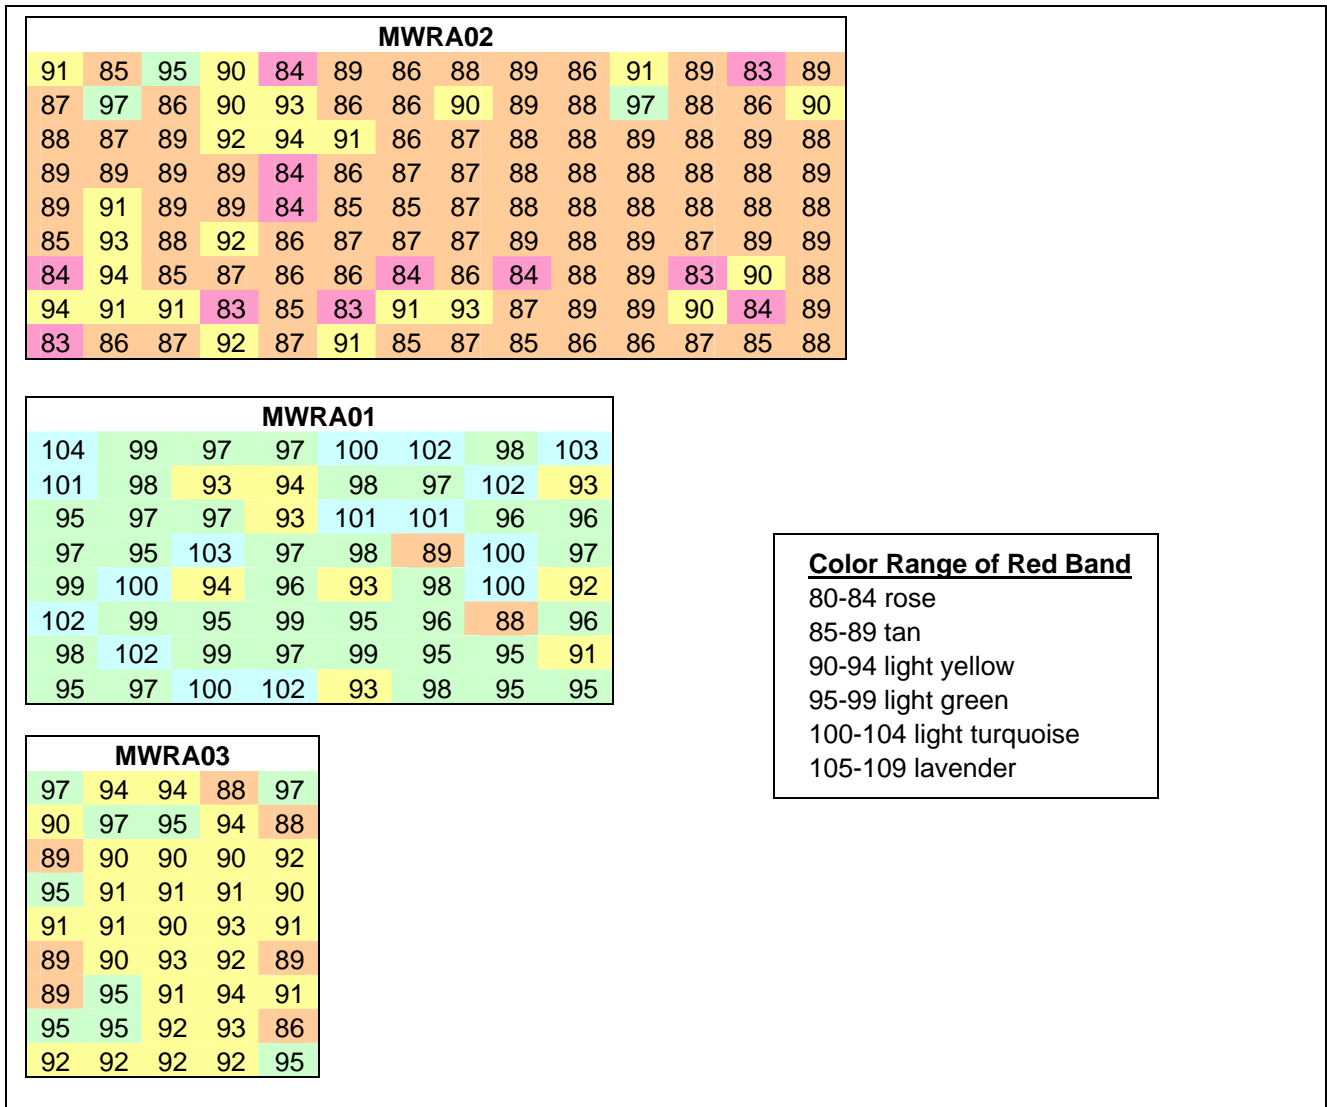 MWRA02
91 85 95 90 84 89 86 88 89 86 91 89 83 89
87 97 86 90 93 86 86 90 89 88 97 88 86 90
88 87 89 92 94 91 86 87 88 88 89 88 89 88
89 89 89 89 84 86 87 87 88 88 88 88 88 89
89 91 89 89 84 85 85 87 88 88 88 88 88 88
85 93 88 92 86 87 87 87 89 88 89 87 89 89
84 94 85 87 86 86 84 86 84 88 89 83 90 88
94 91 91 83 85 83 91 93 87 89 89 90 84 89
83 86 87 92 87 91 85 87 85 86 86 87 85 88
MWRA01
104 99 97 97 100 102 98 103
101 98 93 94 98 97 102 93
95 97 97 93 101 101 96 96
97 95 103 97 98 89 100 97
99 100 94 96 93 98 100 92
102 99 95 99 95 96 88 96
98 102 99 97 99 95 95 91
95 97 100 102 93 98 95 95
Color Range of Red Band
80-84 rose
85-89 tan
90-94 light yellow
95-99 light green
100-104 light turquoise
105-109 lavender
MWRA03
97 94 94 88 97
90 97 95 94 88
89 90 90 90 92
95 91 91 91 90
91 91 90 93 91
89 90 93 92 89
89 95 91 94 91
95 95 92 93 86
92 92 92 92 95